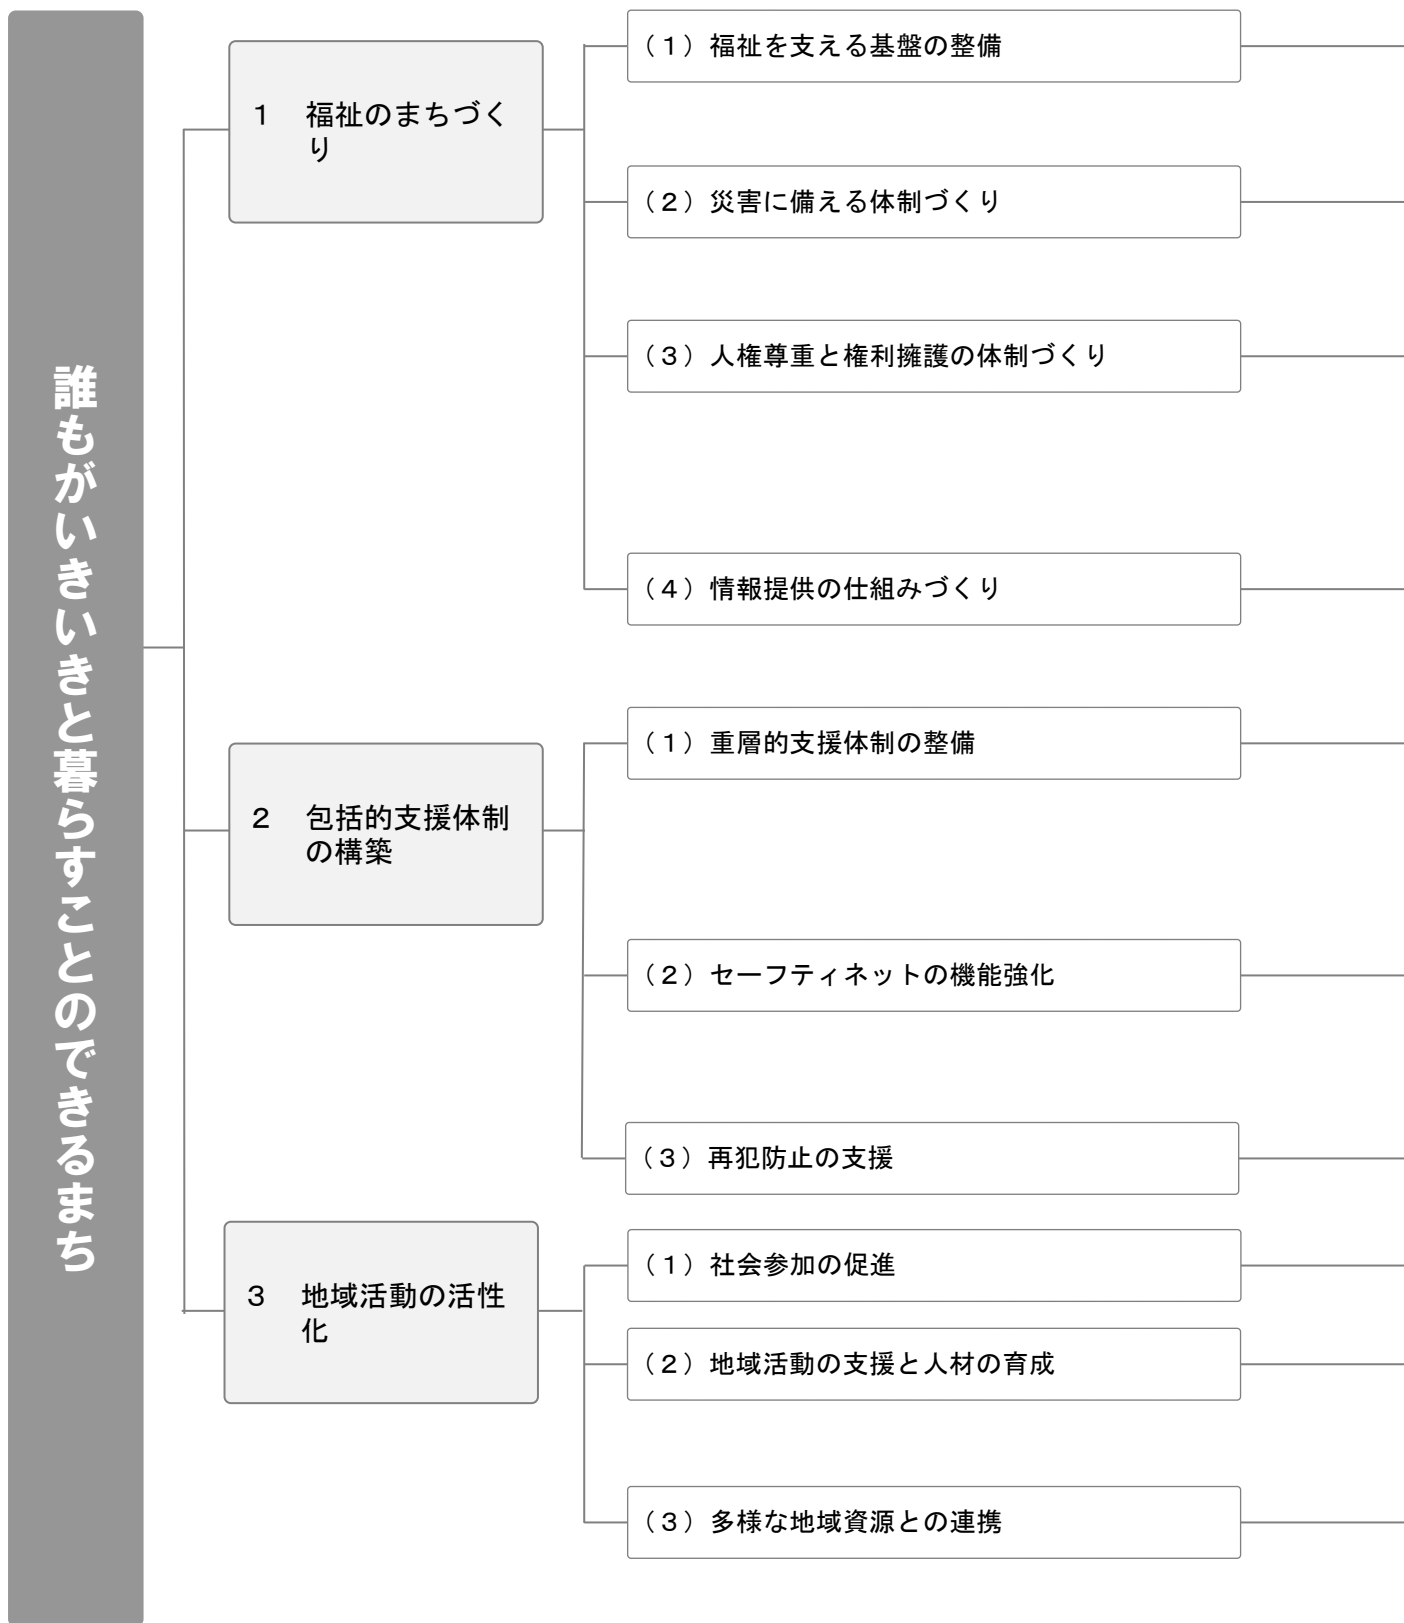 誰もがいきいきと暮らすことのできるまち
１　福祉のまちづく
り
（１）福祉を支える基盤の整備
（２）災害に備える体制づくり
（３）人権尊重と権利擁護の体制づくり
（４）情報提供の仕組みづくり
２　包括的支援体制
の構築
（１）重層的支援体制の整備
（２）セーフティネットの機能強化
（３）再犯防止の支援
３　地域活動の活性
化
（１）社会参加の促進
（２）地域活動の支援と人材の育成
（３）多様な地域資源との連携